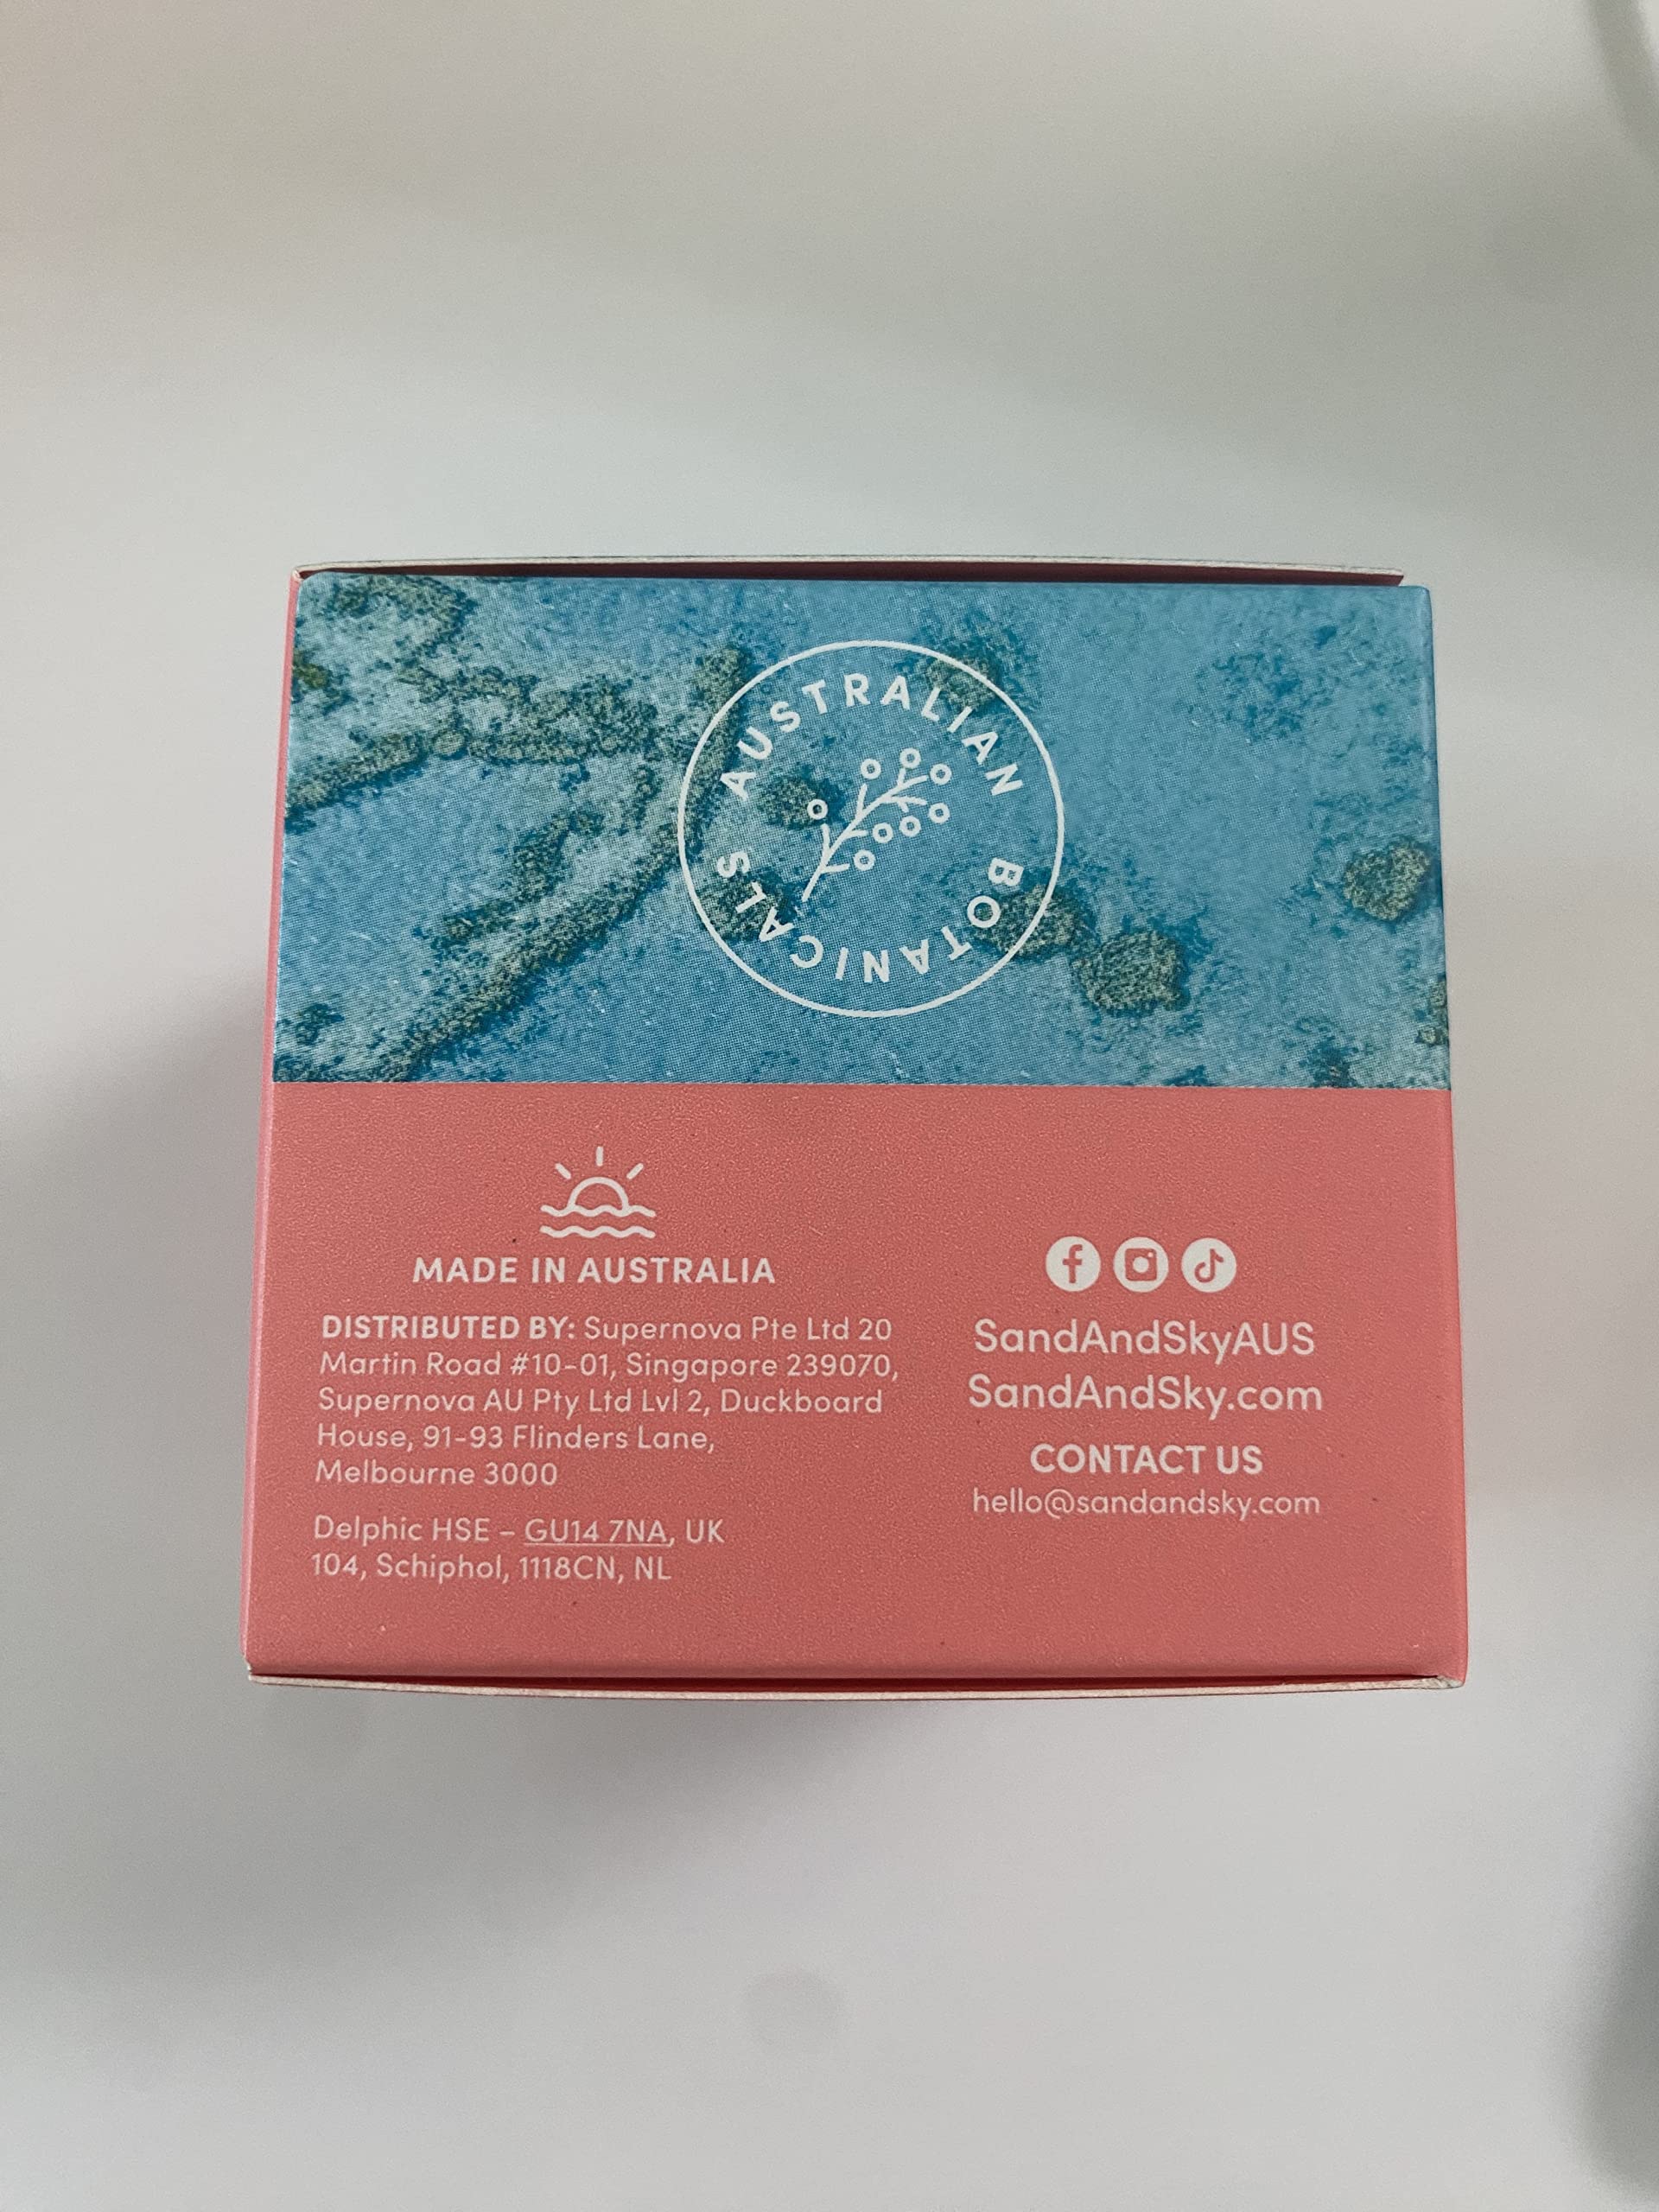 AUSTRALIAN BOTANICALS
MADE IN AUSTRALIA
DISTRIBUTED BY: Supernova Pte Ltd 20
Martin Road #10-01, Singapore 239070,
Supernova AU Pty Ltd Lvl 2, Duckboard
House, 91-93 Flinders Lane,
Melbourne 3000
Delphic HSE – GU14 7NA, UK
104, Schiphol, 1118CN, NL
SandAndSkyAUS
SandAndSky.com
CONTACT US
hello@sandandsky.com